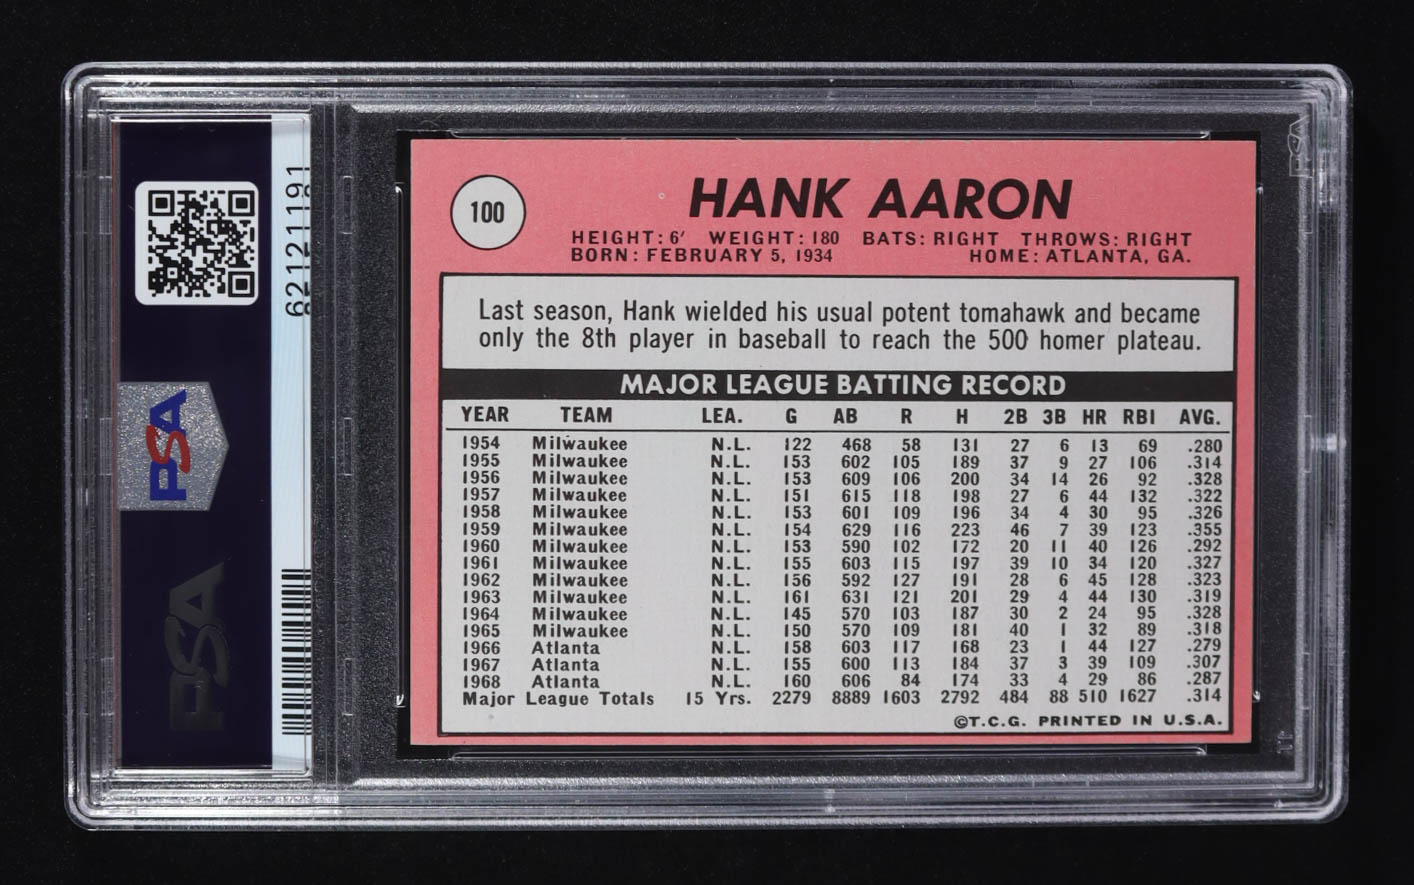 62121191
PSA
PSA
PSA
100
HANK AARON
HEIGHT: 6' WEIGHT: 180 BATS: RIGHT THROWS: RIGHT
BORN: FEBRUARY 5, 1934 HOME: ATLANTA, GA.
Last season, Hank wielded his usual potent tomahawk and became
only the 8th player in baseball to reach the 500 homer plateau.
MAJOR LEAGUE BATTING RECORD
YEAR TEAM LEA. G AB R H 2B 3B HR RBI AVG.
1954 Milwaukee N.L. 122 468 58 131 27 6 13 69 .280
1955 Milwaukee N.L. 153 602 105 189 37 9 27 106 .314
1956 Milwaukee N.L. 153 609 106 200 34 14 26 92 .328
1957 Milwaukee N.L. 151 615 118 198 27 6 44 132 .322
1958 Milwaukee N.L. 153 601 109 196 34 4 30 95 .326
1959 Milwaukee N.L. 154 629 116 223 46 7 39 123 .355
1960 Milwaukee N.L. 153 590 102 172 20 11 40 126 .292
1961 Milwaukee N.L. 155 603 115 197 39 10 34 120 .327
1962 Milwaukee N.L. 156 592 127 191 28 6 45 128 .323
1963 Milwaukee N.L. 161 631 121 201 29 4 44 130 .319
1964 Milwaukee N.L. 145 570 103 187 30 2 24 95 .328
1965 Milwaukee N.L. 150 570 109 181 40 1 32 89 .318
1966 Atlanta N.L. 158 603 117 168 23 1 44 127 .279
1967 Atlanta N.L. 155 600 113 184 37 3 39 109 .307
1968 Atlanta N.L. 160 606 84 174 33 4 29 86 .287
Major League Totals 15 Yrs. 2279 8889 1603 2792 484 88 510 1627 .314
©T.C.G. PRINTED IN U.S.A.